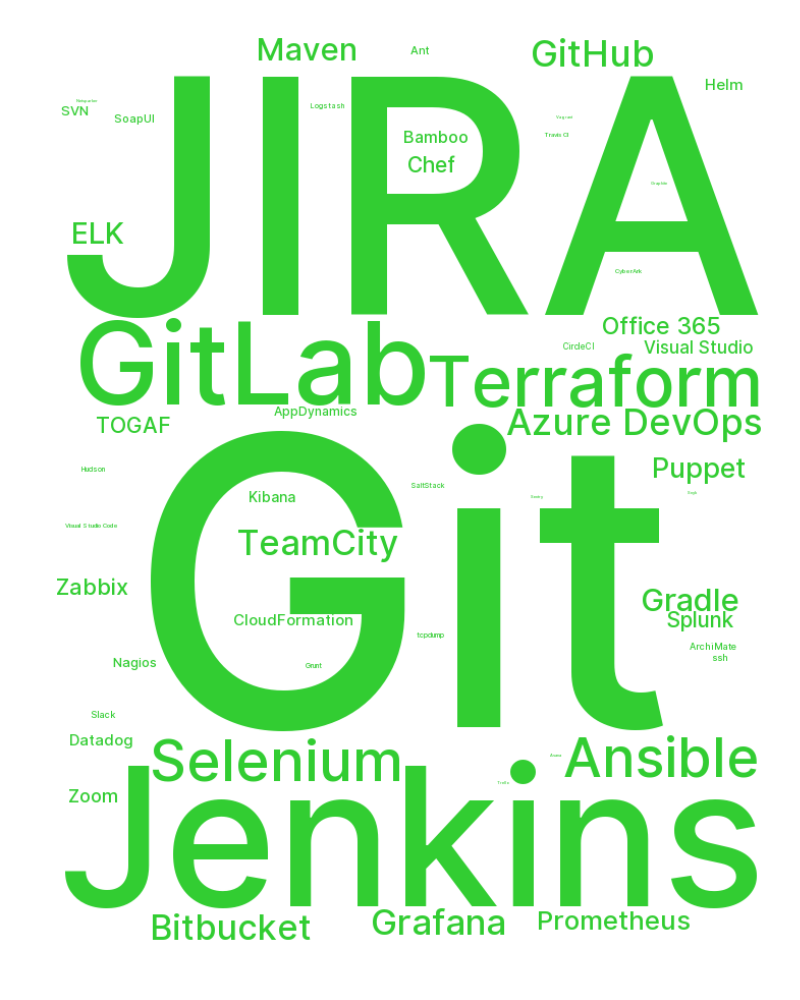 Maven
Ant
GitHub
JIRA
Helm
SVN
SoapUI
Logstash
Travis CI
Bamboo
Chef
ELK
CyberArk
GitLab
Office 365
CircleCI
Visual Studio
Terraform
AppDynamics
TOGAF
Azure DevOps
Git
Puppet
Hudson
SaltStack
Kibana
Visual Studio Code
TeamCity
Zabbix
Gradle
CloudFormation
Splunk
tcpdump
ArchiMate
ssh
Nagios
Grunt
Slack
Datadog
Selenium
Ansible
Zoom
Jenkins
Bitbucket
Grafana
Prometheus